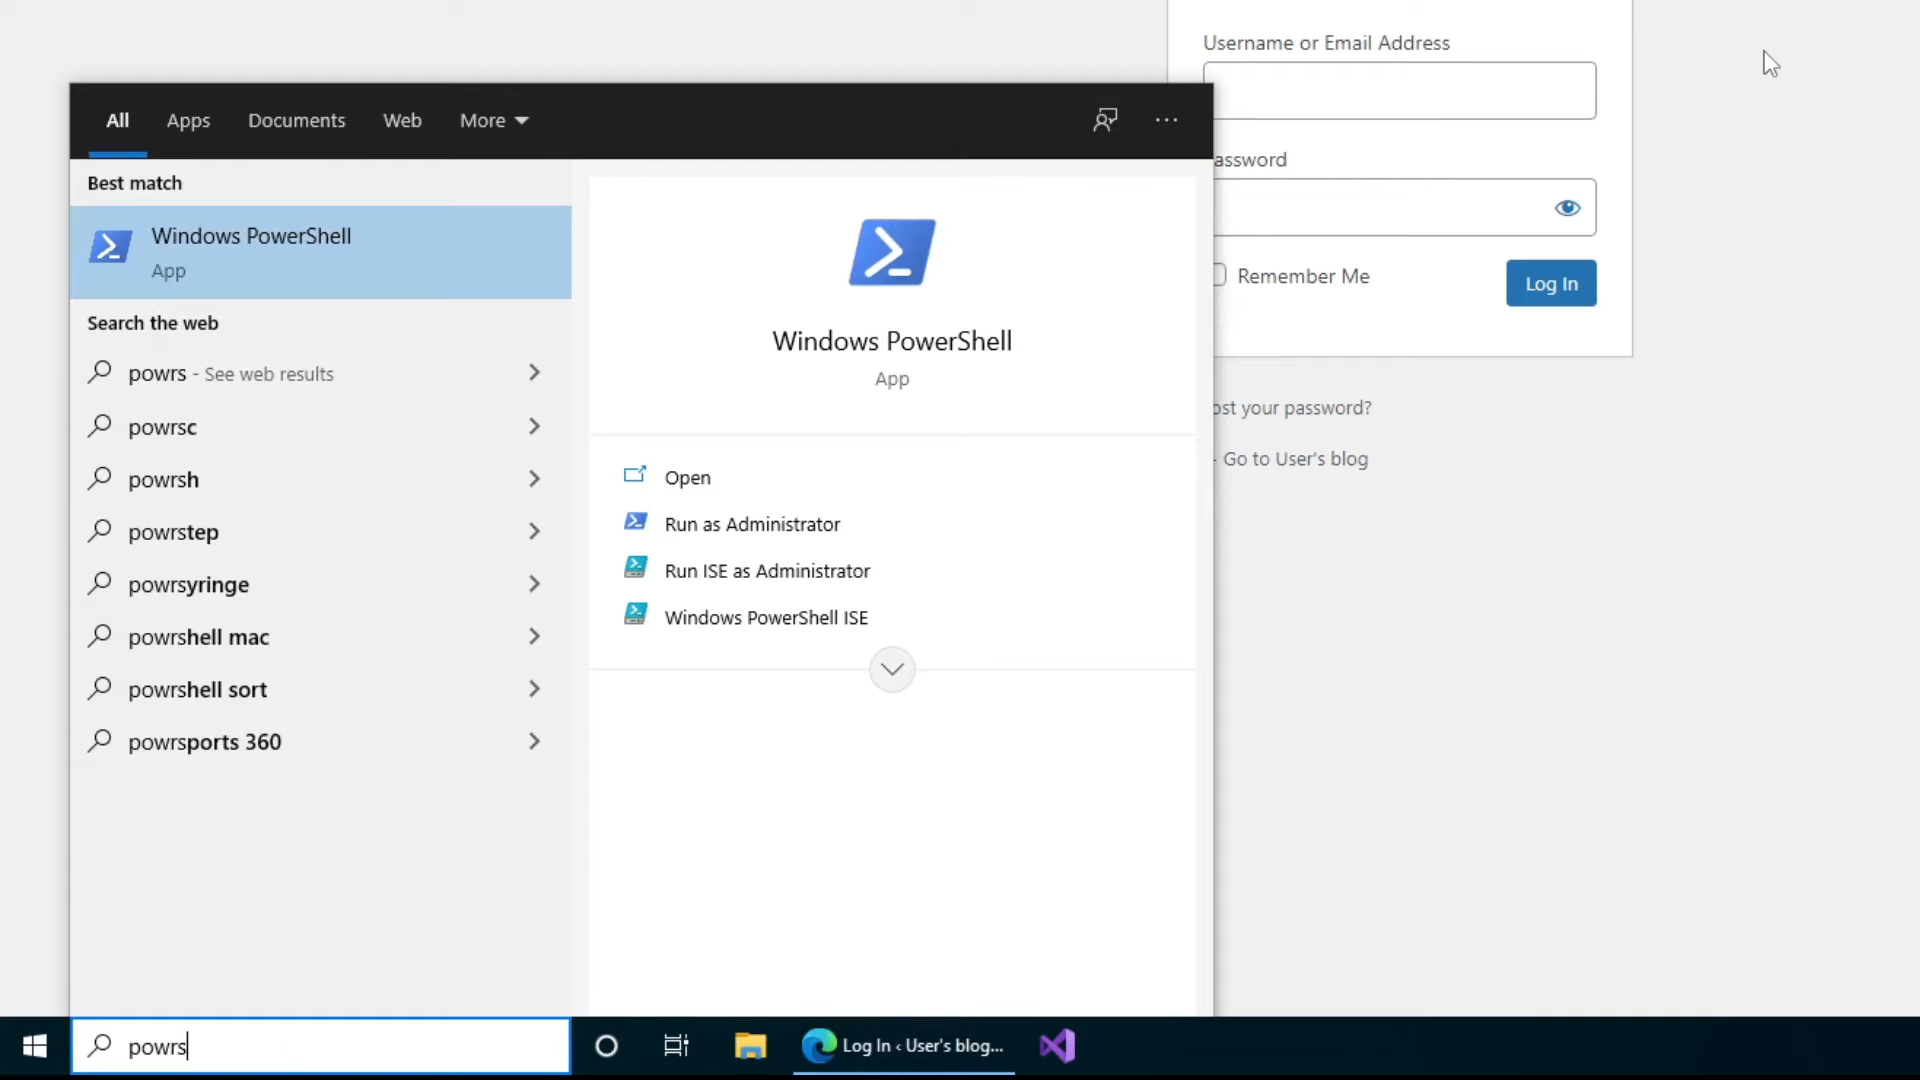 Username or Email Address
All Apps Documents Web More
assword
Best match
Windows PowerShell
App
Search the web
powrs - See web results
powrsc
powrsh
powrstep
powrsyringe
powrshell mac
powrshell sort
powrsports 360
Windows PowerShell
App
Open
Run as Administrator
Run ISE as Administrator
Windows PowerShell ISE
Remember Me
Log In
ost your password?
Go to User's blog
powrs
Log In ‹ User's blog...